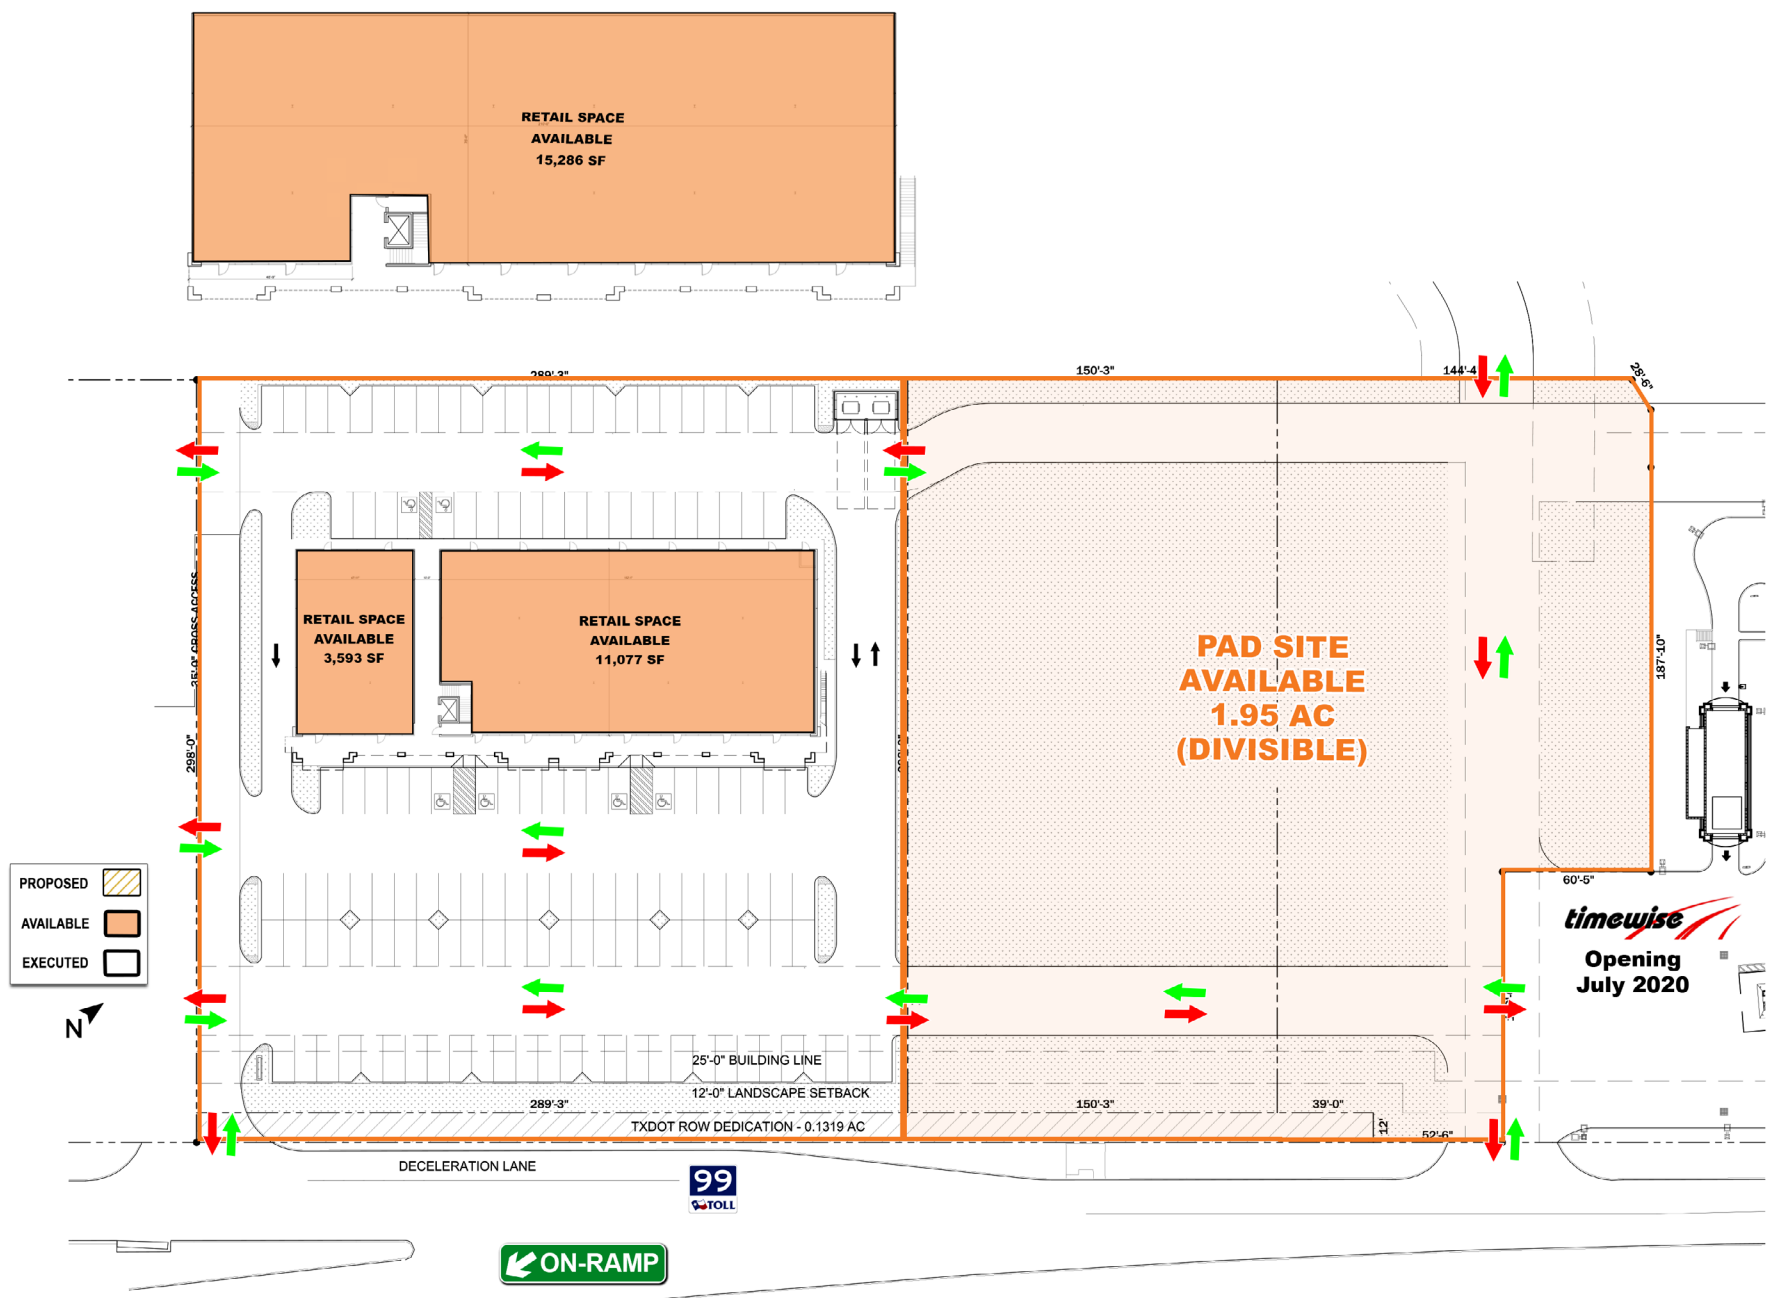 RETAIL SPACE
AVAILABLE
15,286 SF
289'-3"
150'-3"
144'-4
28'-6"
35'-0" CROSS ACCESS
RETAIL SPACE
AVAILABLE
3,593 SF
RETAIL SPACE
AVAILABLE
11,077 SF
PAD SITE
AVAILABLE
1.95 AC
(DIVISIBLE)
187'-10"
298'-0"
PROPOSED
AVAILABLE
EXECUTED
N
60'-5"
timewise
Opening
July 2020
25'-0" BUILDING LINE
12'-0" LANDSCAPE SETBACK
289'-3"
150'-3"
39'-0"
TXDOT ROW DEDICATION - 0.1319 AC
12'
52'-6"
DECELERATION LANE
99
TOLL
ON-RAMP